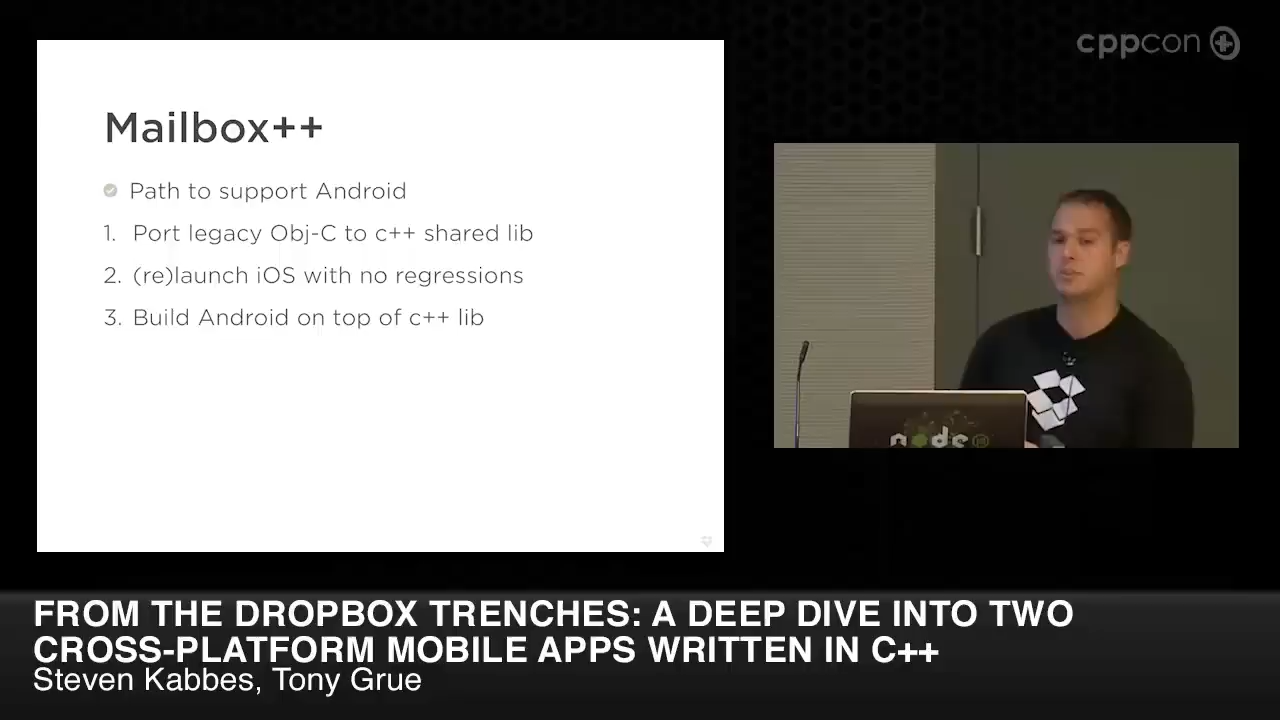 cppcon
Mailbox++
Path to support Android
1. Port legacy Obj-C to c++ shared lib
2. (re)launch iOS with no regressions
3. Build Android on top of c++ lib
node
FROM THE DROPBOX TRENCHES: A DEEP DIVE INTO TWO
CROSS-PLATFORM MOBILE APPS WRITTEN IN C++
Steven Kabbes, Tony Grue